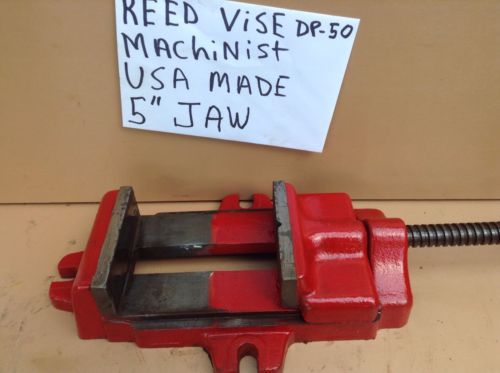 REED ViSE DP-50
MACHiNist
USA MADE
5" JAW